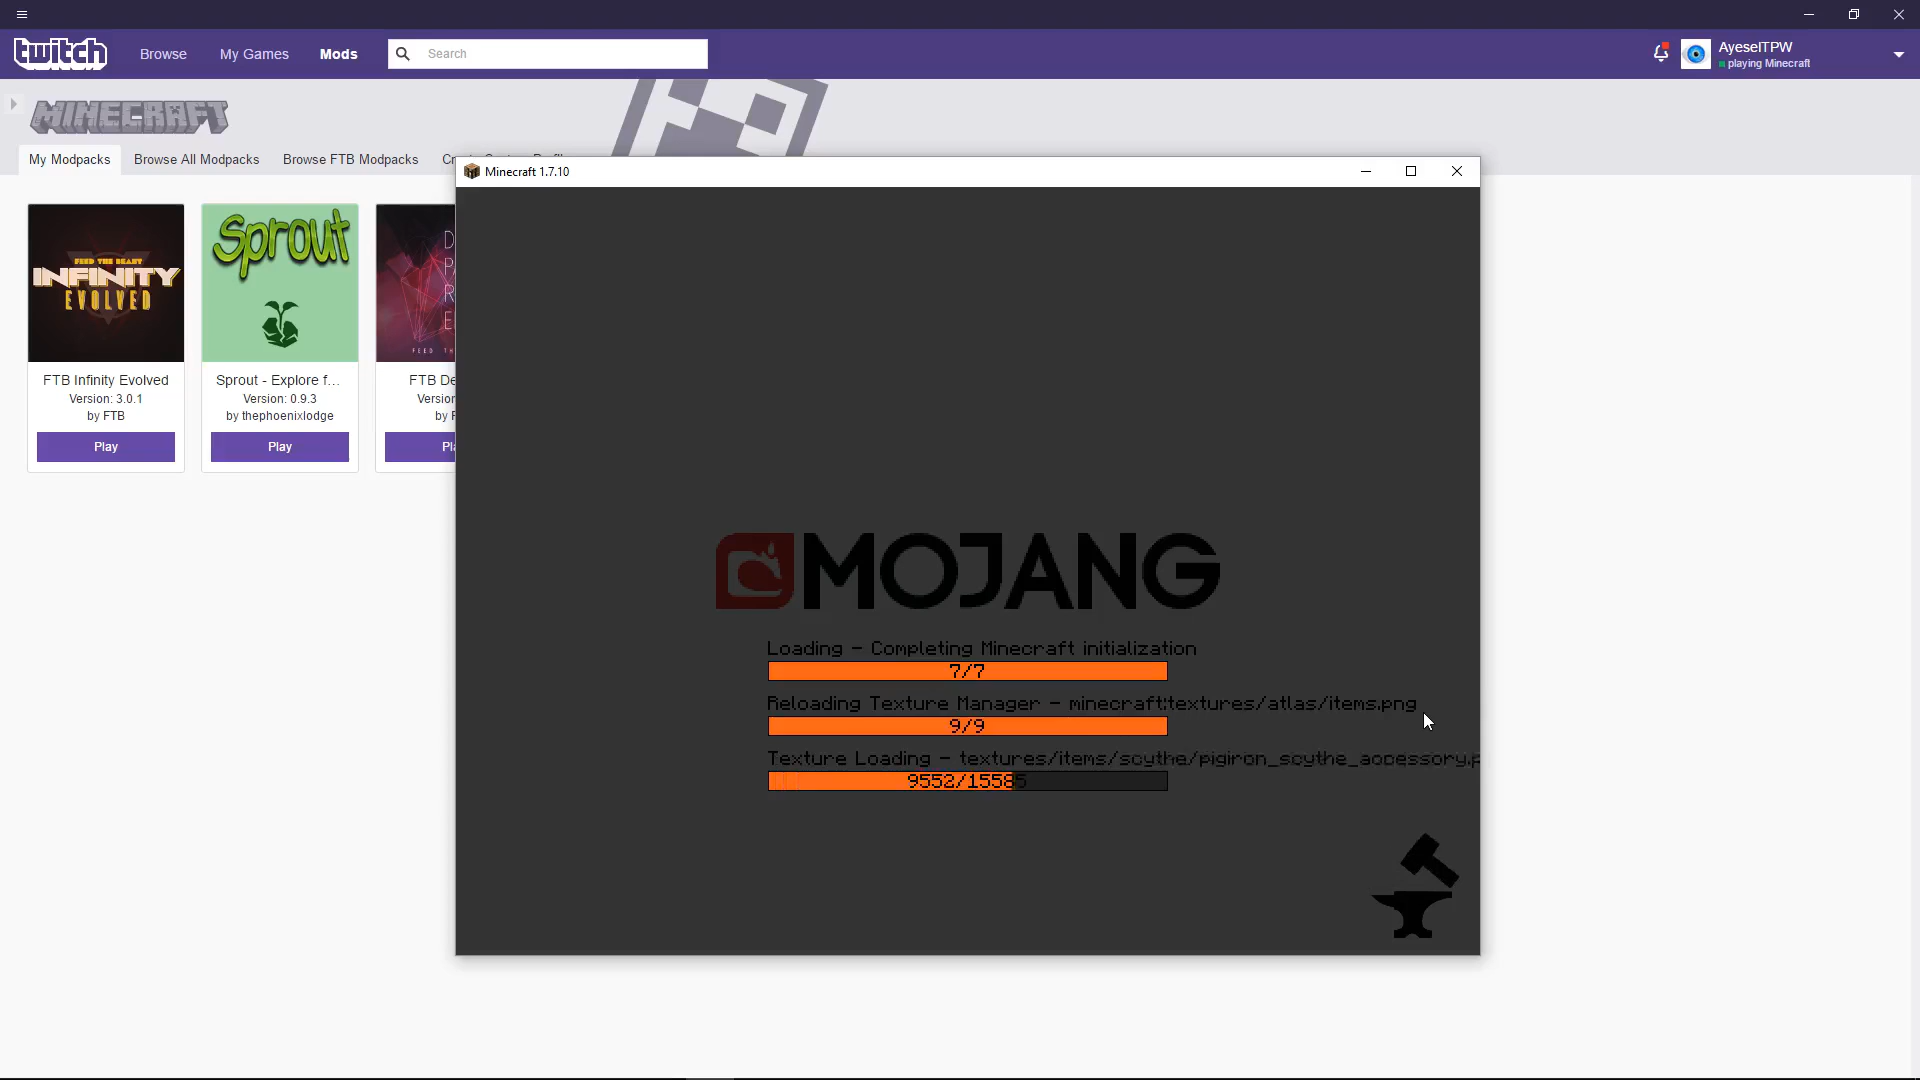 twitch Browse My Games Mods Search
AyeselTPW
playing Minecraft
MINECRAFT
My Modpacks Browse All Modpacks Browse FTB Modpacks
Minecraft 1.7.10
FEED THE BEAST
INFINITY
EVOLVED
Sprout
FTB Infinity Evolved
Version: 3.0.1
by FTB
Play
Sprout - Explore f...
Version: 0.9.3
by thephoenixlodge
Play
FTB
MOJANG
Loading - Completing Minecraft initialization
7/7
Reloading Texture Manager - minecraft:textures/atlas/items.png
9/9
Texture Loading - textures/items/scythe/pigiron_scythe_accessory.p
9552/15585